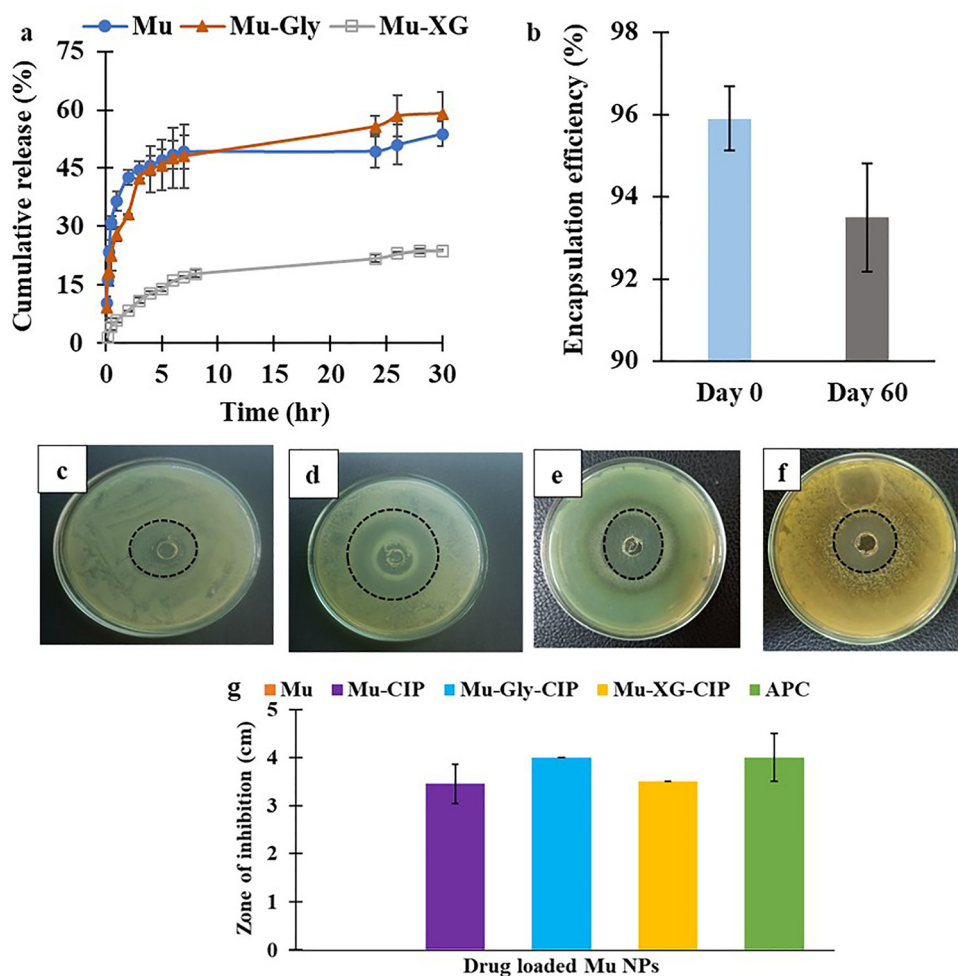 a
Mu Mu-Gly Mu-XG
Cumulative release (%)
75
60
45
30
15
0
0 5 10 15 20 25 30
Time (hr)
b
Encapsulation efficiency (%)
98
96
94
92
90
Day 0 Day 60
c
d
e
f
g
Mu Mu-CIP Mu-Gly-CIP Mu-XG-CIP APC
Zone of inhibition (cm)
5
4
3
2
1
0
Drug loaded Mu NPs